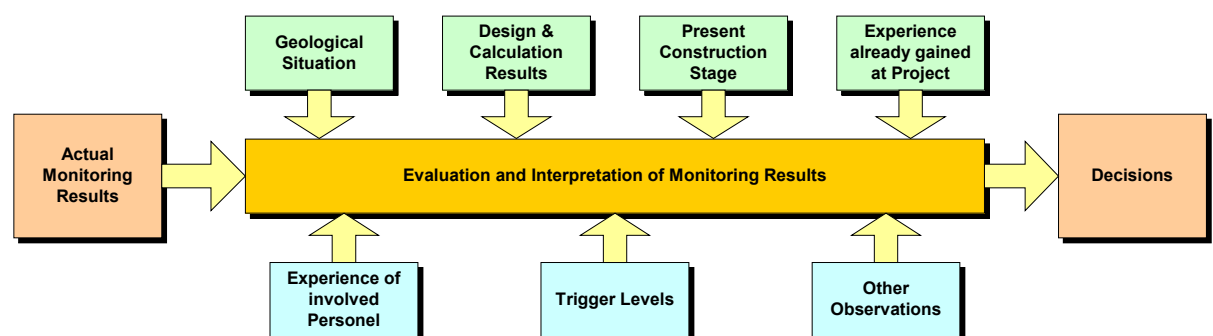 Geological
Situation
Design &
Calculation
Results
Present
Construction
Stage
Experience
already gained
at Project
Actual
Monitoring
Results
Evaluation and Interpretation of Monitoring Results
Decisions
Experience of
involved
Personel
Trigger Levels
Other
Observations